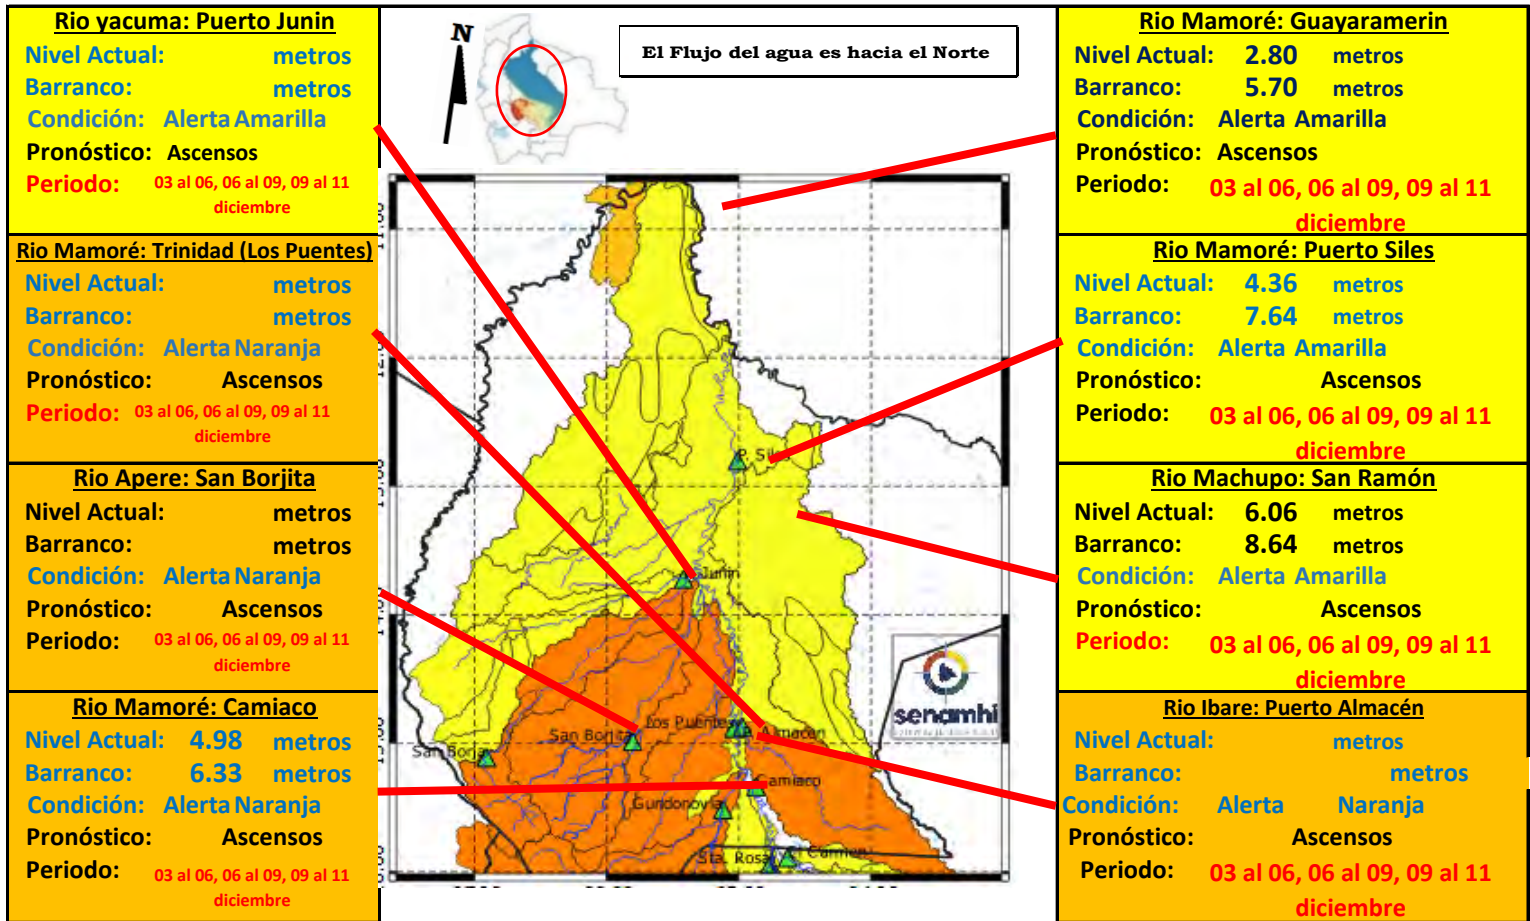 Rio yacuma: Puerto Junin
Nivel Actual: metros
Barranco: metros
Condición: Alerta Amarilla
Pronóstico: Ascensos
Periodo: 03 al 06, 06 al 09, 09 al 11
diciembre
Rio Mamoré: Trinidad (Los Puentes)
Nivel Actual: metros
Barranco: metros
Condición: Alerta Naranja
Pronóstico: Ascensos
Periodo: 03 al 06, 06 al 09, 09 al 11
diciembre
Rio Apere: San Borjita
Nivel Actual: metros
Barranco: metros
Condición: Alerta Naranja
Pronóstico: Ascensos
Periodo: 03 al 06, 06 al 09, 09 al 11
diciembre
Rio Mamoré: Camiaco
Nivel Actual: 4.98 metros
Barranco: 6.33 metros
Condición: Alerta Naranja
Pronóstico: Ascensos
Periodo: 03 al 06, 06 al 09, 09 al 11
diciembre
N
El Flujo del agua es hacia el Norte
P. Siles
Junin
Los Puentes
P. Almacen
San Borjita
San Borja
Camiaco
Gundonovia
Sta. Rosa
El Carmen
senamhi
Rio Mamoré: Guayaramerin
Nivel Actual: 2.80 metros
Barranco: 5.70 metros
Condición: Alerta Amarilla
Pronóstico: Ascensos
Periodo: 03 al 06, 06 al 09, 09 al 11
diciembre
Rio Mamoré: Puerto Siles
Nivel Actual: 4.36 metros
Barranco: 7.64 metros
Condición: Alerta Amarilla
Pronóstico: Ascensos
Periodo: 03 al 06, 06 al 09, 09 al 11
diciembre
Rio Machupo: San Ramón
Nivel Actual: 6.06 metros
Barranco: 8.64 metros
Condición: Alerta Amarilla
Pronóstico: Ascensos
Periodo: 03 al 06, 06 al 09, 09 al 11
diciembre
Rio Ibare: Puerto Almacén
Nivel Actual: metros
Barranco: metros
Condición: Alerta Naranja
Pronóstico: Ascensos
Periodo: 03 al 06, 06 al 09, 09 al 11
diciembre